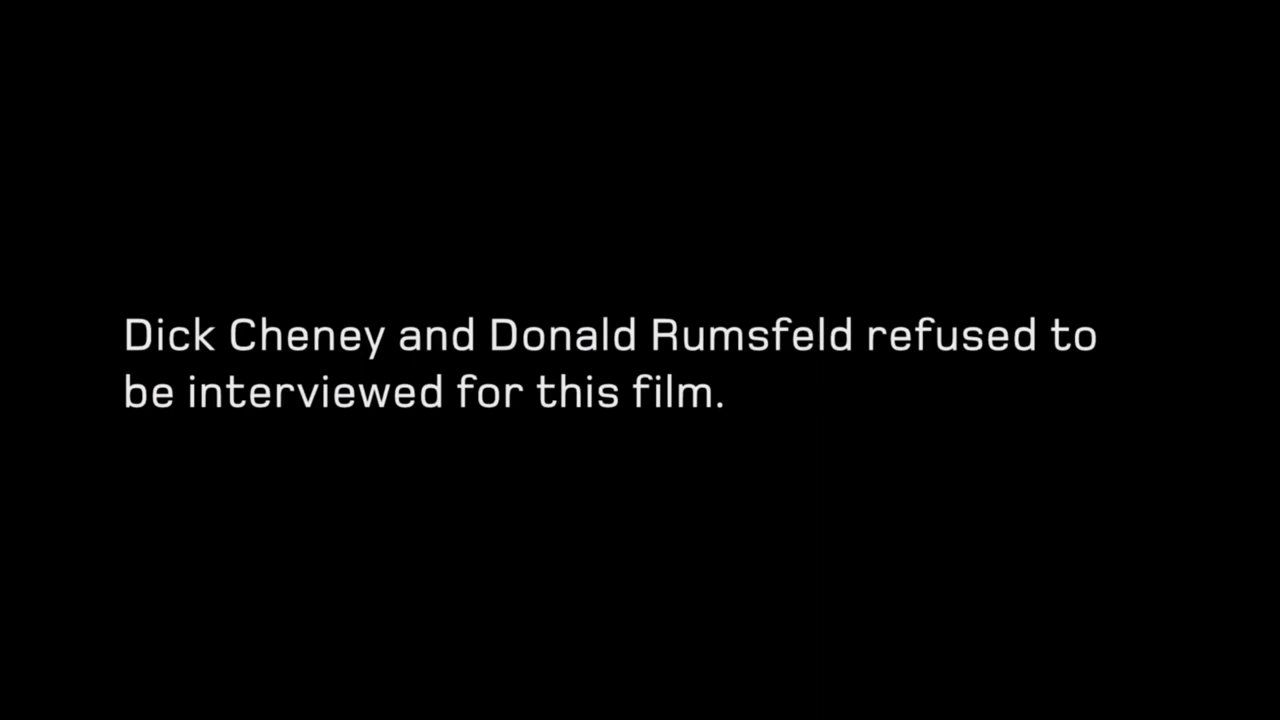 Dick Cheney and Donald Rumsfeld refused to
be interviewed for this film.